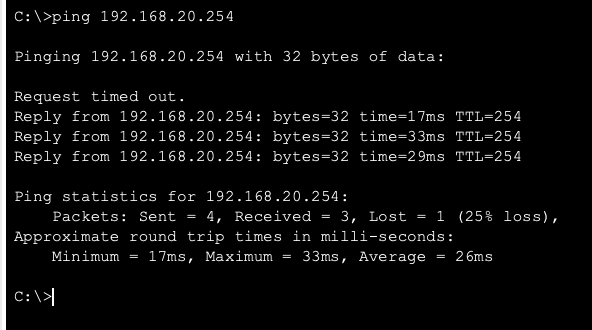 C:\>ping 192.168.20.254
Pinging 192.168.20.254 with 32 bytes of data:
Request timed out.
Reply from 192.168.20.254: bytes=32 time=17ms TTL=254
Reply from 192.168.20.254: bytes=32 time=33ms TTL=254
Reply from 192.168.20.254: bytes=32 time=29ms TTL=254
Ping statistics for 192.168.20.254:
    Packets: Sent = 4, Received = 3, Lost = 1 (25% loss),
Approximate round trip times in milli-seconds:
    Minimum = 17ms, Maximum = 33ms, Average = 26ms
C:\>